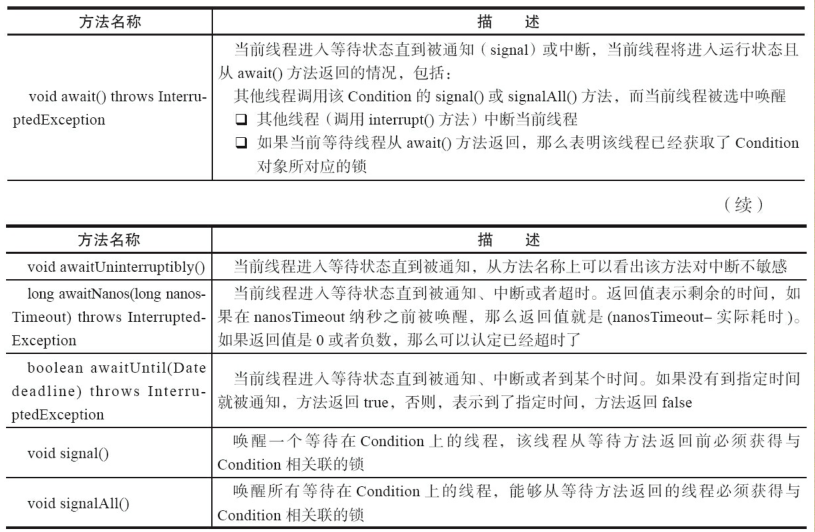 方法名称 描 述
void await() throws Interru-
ptedException
当前线程进入等待状态直到被通知（signal）或中断，当前线程将进入运行状态且
从 await() 方法返回的情况，包括：
其他线程调用该 Condition 的 signal() 或 signalAll() 方法，而当前线程被选中唤醒
❑ 其他线程（调用 interrupt() 方法）中断当前线程
❑ 如果当前等待线程从 await() 方法返回，那么表明该线程已经获取了 Condition
对象所对应的锁
（续）
方法名称 描 述
void awaitUninterruptibly()
当前线程进入等待状态直到被通知，从方法名称上可以看出该方法对中断不敏感
long awaitNanos(long nanos-
Timeout) throws Interrupted-
Exception
当前线程进入等待状态直到被通知、中断或者超时。返回值表示剩余的时间，如
果在 nanosTimeout 纳秒之前被唤醒，那么返回值就是 (nanosTimeout– 实际耗时 )。
如果返回值是 0 或者负数，那么可以认定已经超时了
boolean awaitUntil(Date
deadline) throws Interru-
ptedException
当前线程进入等待状态直到被通知、中断或者到某个时间。如果没有到指定时间
就被通知，方法返回 true，否则，表示到了指定时间，方法返回 false
void signal()
唤醒一个等待在 Condition 上的线程，该线程从等待方法返回前必须获得与
Condition 相关联的锁
void signalAll()
唤醒所有等待在 Condition 上的线程，能够从等待方法返回的线程必须获得与
Condition 相关联的锁